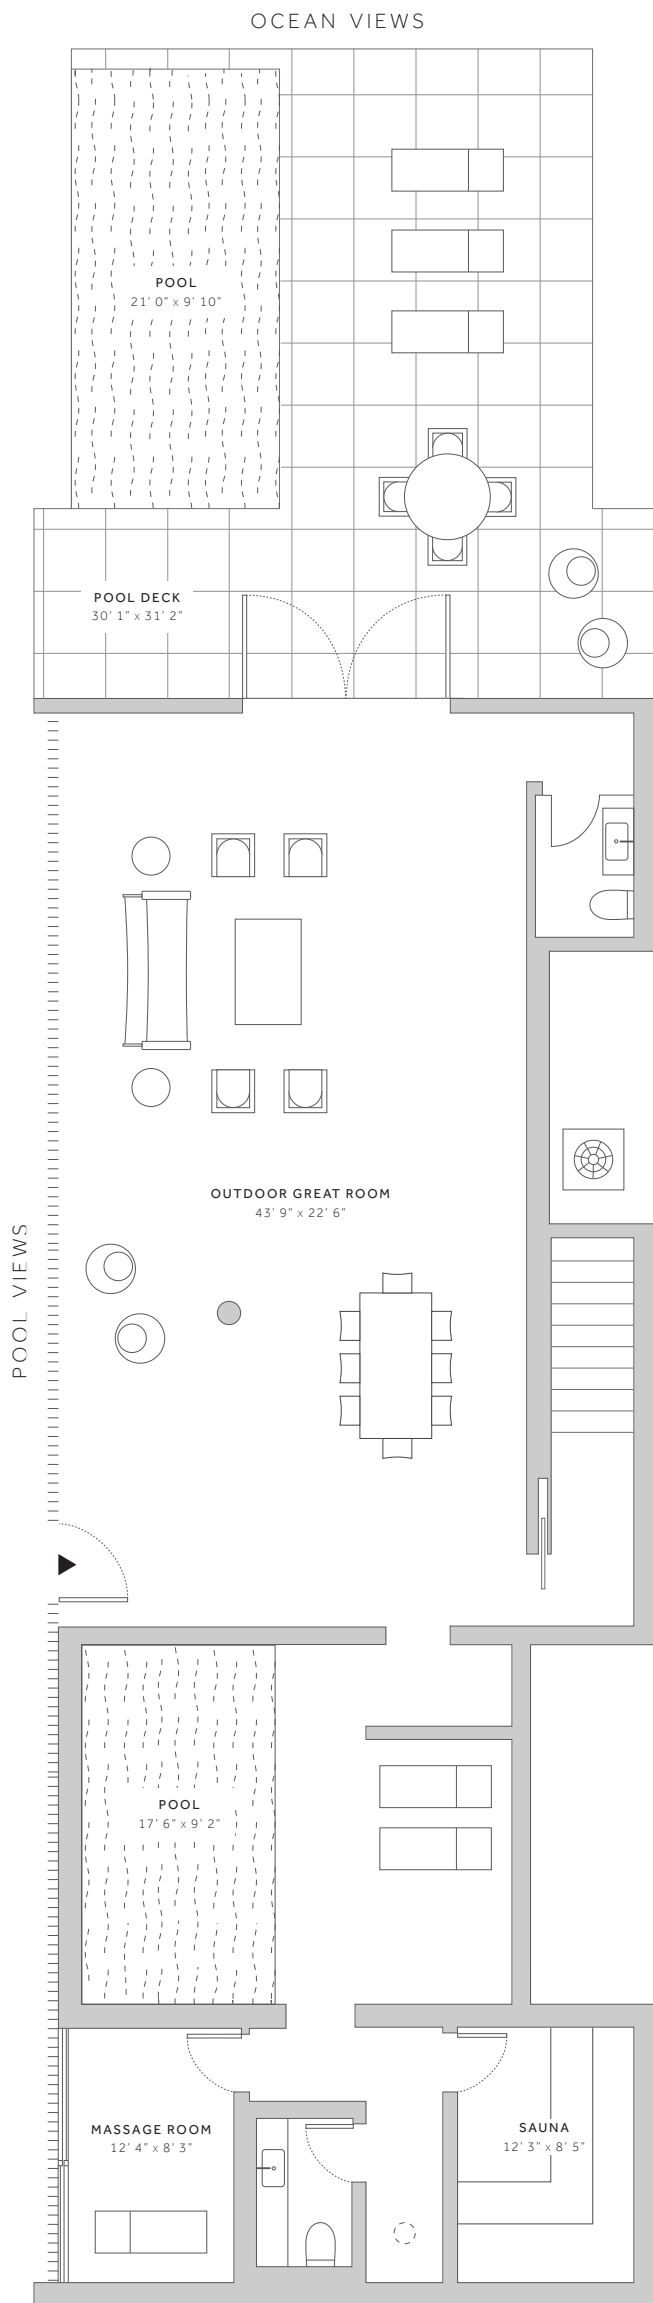 OCEAN VIEWS
POOL
21' 0" x 9' 10"
POOL DECK
30' 1" x 31' 2"
OUTDOOR GREAT ROOM
43' 9" x 22' 6"
POOL VIEWS
POOL
17' 6" x 9' 2"
MASSAGE ROOM
12' 4" x 8' 3"
SAUNA
12' 3" x 8' 5"